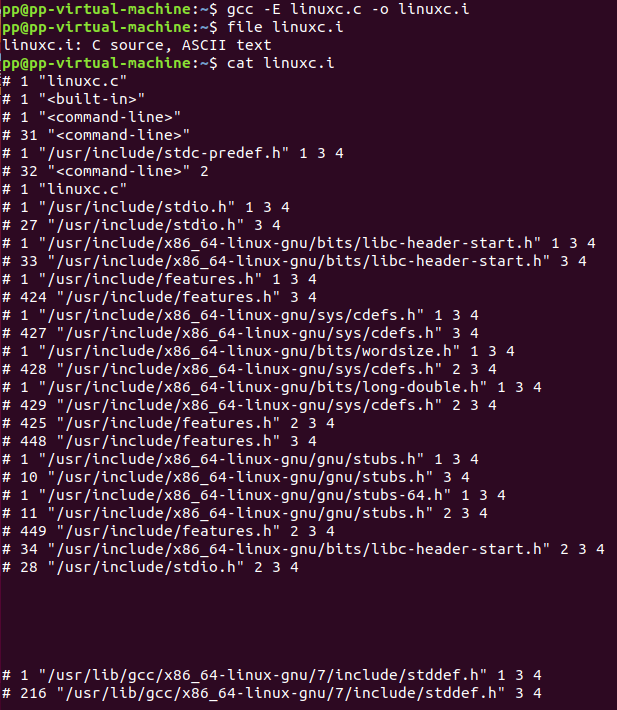 pp@pp-virtual-machine:~$ gcc -E linuxc.c -o linuxc.i
pp@pp-virtual-machine:~$ file linuxc.i
linuxc.i: C source, ASCII text
pp@pp-virtual-machine:~$ cat linuxc.i
# 1 "linuxc.c"
# 1 "<built-in>"
# 1 "<command-line>"
# 31 "<command-line>"
# 1 "/usr/include/stdc-predef.h" 1 3 4
# 32 "<command-line>" 2
# 1 "linuxc.c"
# 1 "/usr/include/stdio.h" 1 3 4
# 27 "/usr/include/stdio.h" 3 4
# 1 "/usr/include/x86_64-linux-gnu/bits/libc-header-start.h" 1 3 4
# 33 "/usr/include/x86_64-linux-gnu/bits/libc-header-start.h" 3 4
# 1 "/usr/include/features.h" 1 3 4
# 424 "/usr/include/features.h" 3 4
# 1 "/usr/include/x86_64-linux-gnu/sys/cdefs.h" 1 3 4
# 427 "/usr/include/x86_64-linux-gnu/sys/cdefs.h" 3 4
# 1 "/usr/include/x86_64-linux-gnu/bits/wordsize.h" 1 3 4
# 428 "/usr/include/x86_64-linux-gnu/sys/cdefs.h" 2 3 4
# 1 "/usr/include/x86_64-linux-gnu/bits/long-double.h" 1 3 4
# 429 "/usr/include/x86_64-linux-gnu/sys/cdefs.h" 2 3 4
# 425 "/usr/include/features.h" 2 3 4
# 448 "/usr/include/features.h" 3 4
# 1 "/usr/include/x86_64-linux-gnu/gnu/stubs.h" 1 3 4
# 10 "/usr/include/x86_64-linux-gnu/gnu/stubs.h" 3 4
# 1 "/usr/include/x86_64-linux-gnu/gnu/stubs-64.h" 1 3 4
# 11 "/usr/include/x86_64-linux-gnu/gnu/stubs.h" 2 3 4
# 449 "/usr/include/features.h" 2 3 4
# 34 "/usr/include/x86_64-linux-gnu/bits/libc-header-start.h" 2 3 4
# 28 "/usr/include/stdio.h" 2 3 4
# 1 "/usr/lib/gcc/x86_64-linux-gnu/7/include/stddef.h" 1 3 4
# 216 "/usr/lib/gcc/x86_64-linux-gnu/7/include/stddef.h" 3 4